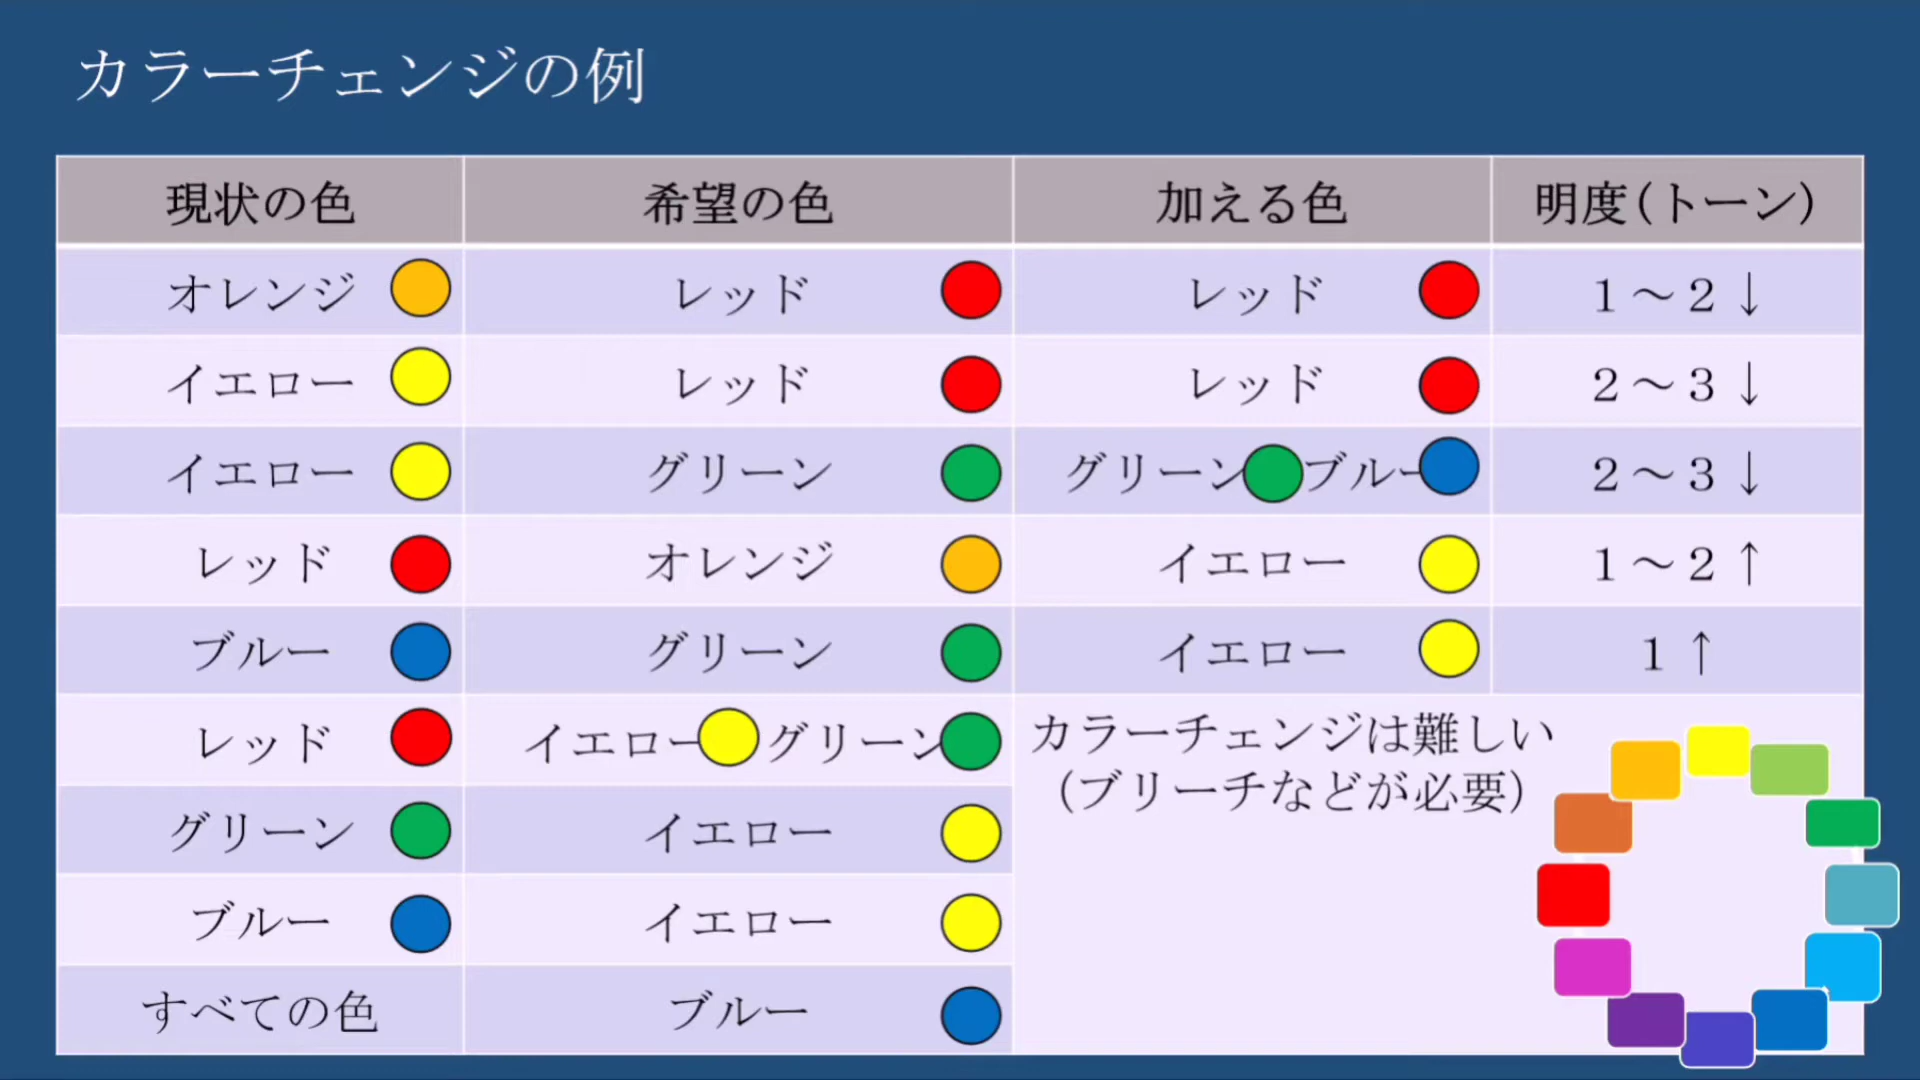 カラーチェンジの例
現状の色 希望の色 加える色 明度(トーン)
オレンジ レッド レッド 1～2↓
イエロー レッド レッド 2～3↓
イエロー グリーン グリーン ブルー 2～3↓
レッド オレンジ イエロー 1～2↑
ブルー グリーン イエロー 1↑
レッド イエロー グリーン カラーチェンジは難しい
(ブリーチなどが必要)
グリーン イエロー
ブルー イエロー
すべての色 ブルー